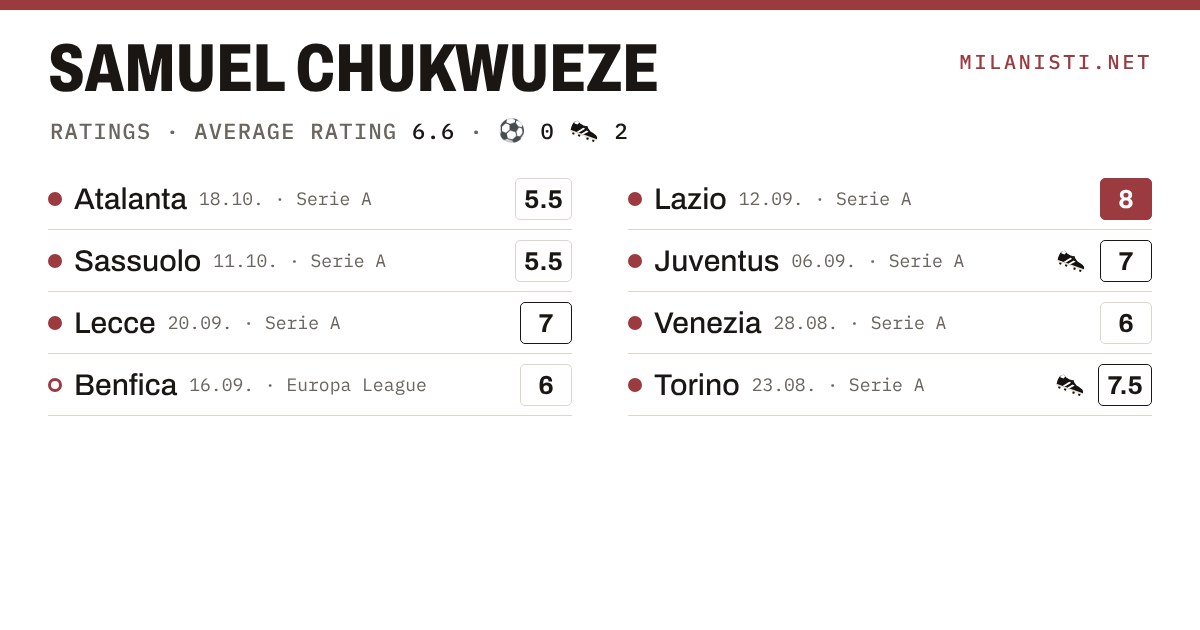 SAMUEL CHUKWUEZE
MILANISTI.NET
RATINGS · AVERAGE RATING 6.6 · ⚽ 0 2
Atalanta 18.10. · Serie A 5.5
Sassuolo 11.10. · Serie A 5.5
Lecce 20.09. · Serie A 7
Benfica 16.09. · Europa League 6
Lazio 12.09. · Serie A 8
Juventus 06.09. · Serie A 7
Venezia 28.08. · Serie A 6
Torino 23.08. · Serie A 7.5